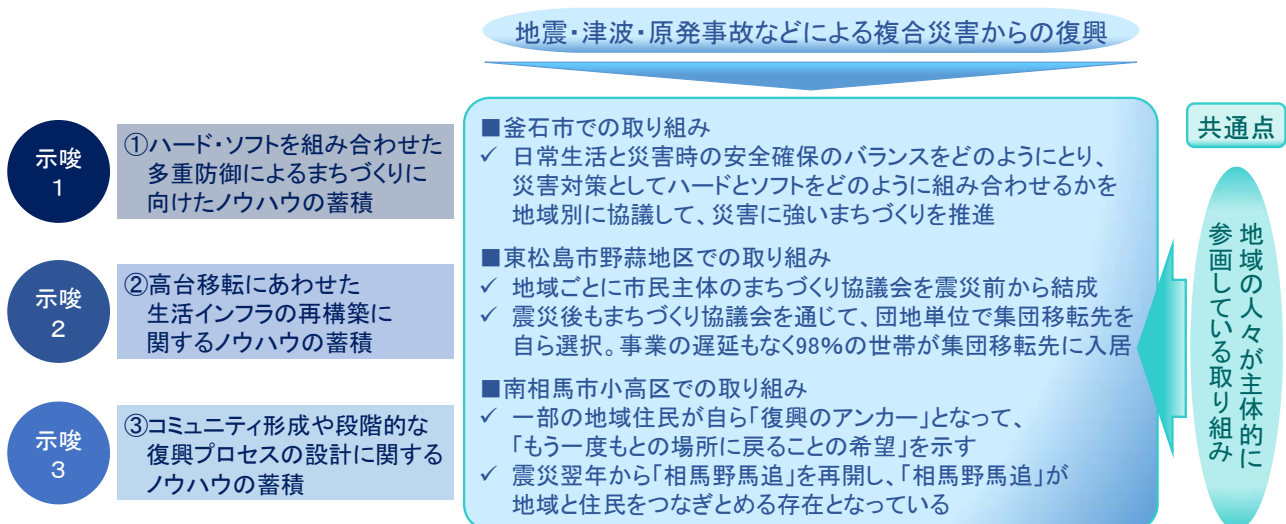 地震・津波・原発事故などによる複合災害からの復興
示唆
1
①ハード・ソフトを組み合わせた
多重防御によるまちづくりに
向けたノウハウの蓄積
示唆
2
②高台移転にあわせた
生活インフラの再構築に
関するノウハウの蓄積
示唆
3
③コミュニティ形成や段階的な
復興プロセスの設計に関する
ノウハウの蓄積
■釜石市での取り組み
✓ 日常生活と災害時の安全確保のバランスをどのようにとり、
災害対策としてハードとソフトをどのように組み合わせるかを
地域別に協議して、災害に強いまちづくりを推進
■東松島市野蒜地区での取り組み
✓ 地域ごとに市民主体のまちづくり協議会を震災前から結成
✓ 震災後もまちづくり協議会を通じて、団地単位で集団移転先を
自ら選択。事業の遅延もなく98%の世帯が集団移転先に入居
■南相馬市小高区での取り組み
✓ 一部の地域住民が自ら「復興のアンカー」となって、
「もう一度もとの場所に戻ることの希望」を示す
✓ 震災翌年から「相馬野馬追」を再開し、「相馬野馬追」が
地域と住民をつなぎとめる存在となっている
共通点
地域の人々が主体的に
参画している取り組み